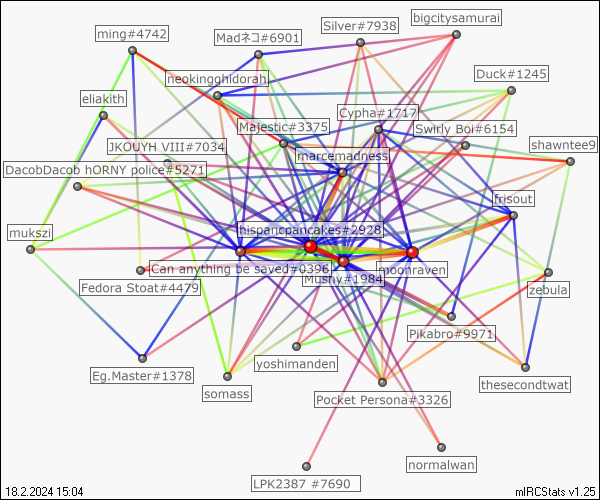 bigcitysamurai
Silver#7938
ming#4742
Madネコ#6901
neokingghidorah
Duck#1245
eliakith
Cypha#1717
Majestic#3375
Swirly Boi#6154
JKOUYH VIII#7034
shawntee9
marcemadness
DacobDacob hORNY police#5271
frisout
mukszi
hispancpancakes#2928
Can anything be saved#0396
moonraven
Mushy#1984
Fedora Stoat#4479
zebula
Pikabro#9971
yoshimanden
Eg.Master#1378
thesecondtwat
somass
Pocket Persona#3326
normalwan
LPK2387 #7690
18.2.2024 15:04
mIRCStats v1.25